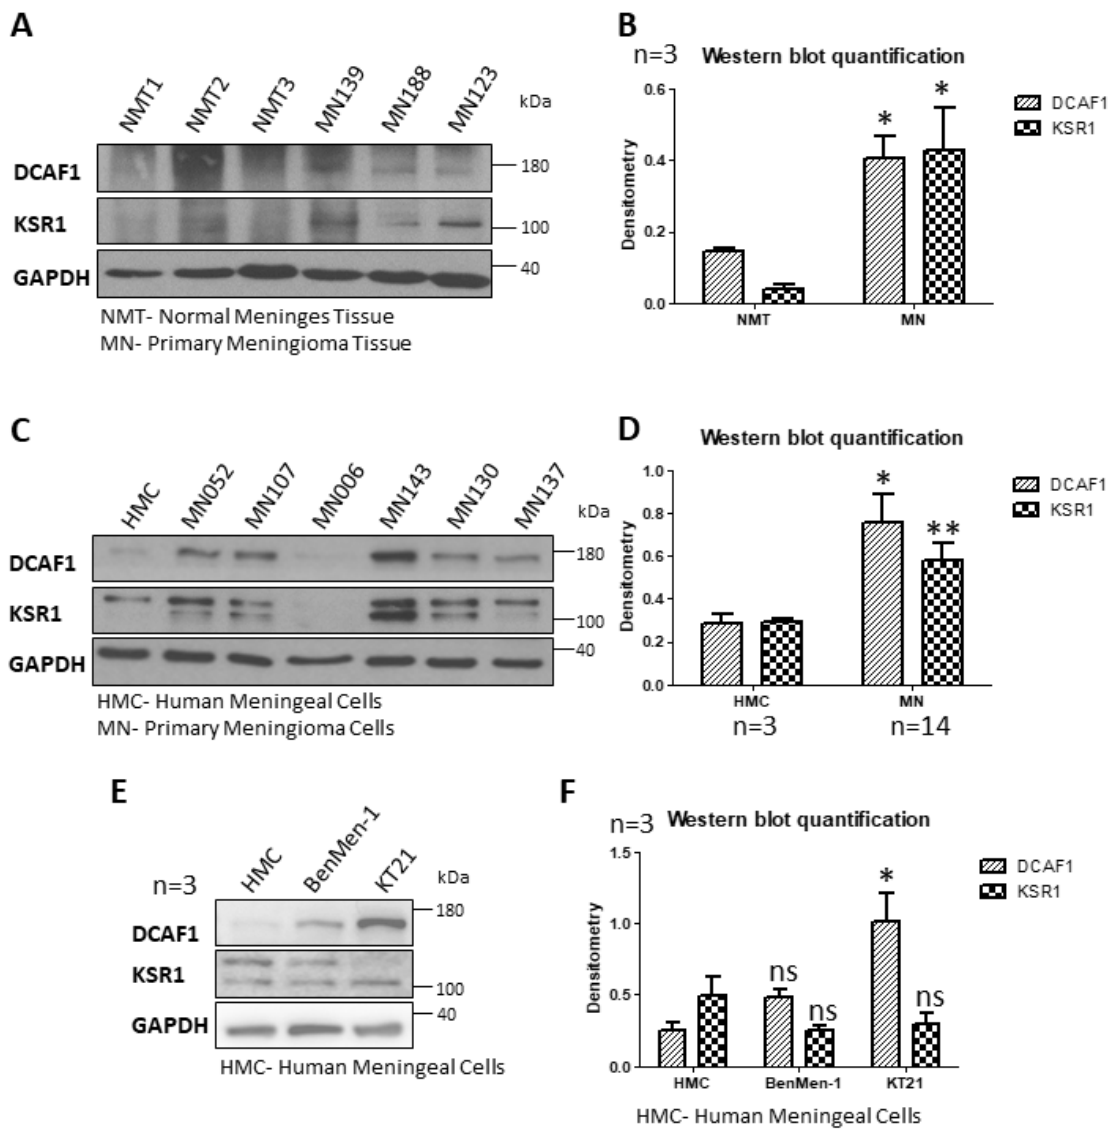 A
NMT1 NMT2 NMT3 MN139 MN188 MN123
kDa
DCAF1
180
KSR1
100
GAPDH
40
NMT- Normal Meninges Tissue
MN- Primary Meningioma Tissue
B
n=3 Western blot quantification
DCAF1
KSR1
Densitometry
0.6
0.4
0.2
0.0
* *
NMT MN
C
HMC MN052 MN107 MN006 MN143 MN130 MN137
kDa
DCAF1
180
KSR1
100
GAPDH
40
HMC- Human Meningeal Cells
MN- Primary Meningioma Cells
D
Western blot quantification
DCAF1
KSR1
Densitometry
1.0
0.8
0.6
0.4
0.2
0.0
* **
HMC MN
n=3 n=14
E
n=3
HMC BenMen-1 KT21
kDa
DCAF1
180
KSR1
100
GAPDH
40
HMC- Human Meningeal Cells
F
n=3 Western blot quantification
DCAF1
KSR1
Densitometry
1.5
1.0
0.5
0.0
ns ns * ns
HMC BenMen-1 KT21
HMC- Human Meningeal Cells